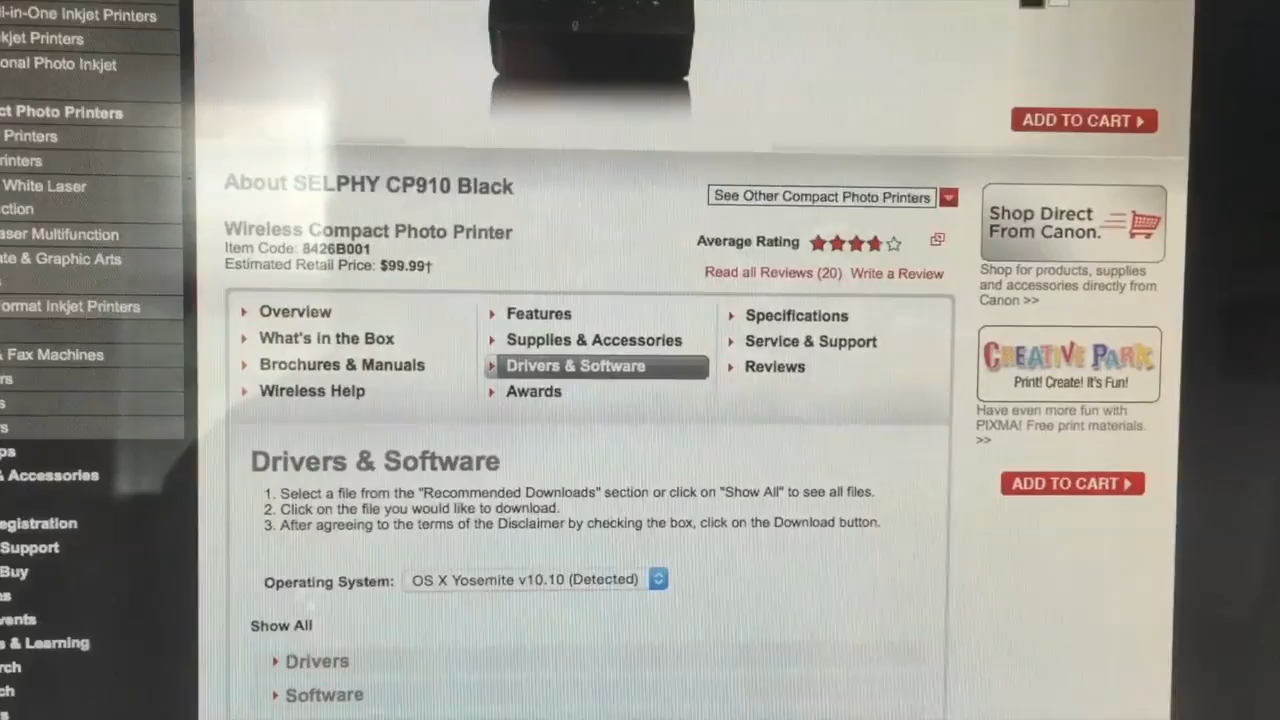 ll-in-One Inkjet Printers
kjet Printers
onal Photo Inkjet
ct Photo Printers
Printers
rinters
White Laser
ction
aser Multifunction
te & Graphic Arts
s
ormat Inkjet Printers
& Fax Machines
rs
s
rs
ps
& Accessories
egistration
Support
Buy
es
vents
s & Learning
rch
ch
ADD TO CART
About SELPHY CP910 Black
See Other Compact Photo Printers
Wireless Compact Photo Printer
Item Code: 8426B001
Estimated Retail Price: $99.99†
Average Rating
Read all Reviews (20) Write a Review
Overview
What's in the Box
Brochures & Manuals
Wireless Help
Features
Supplies & Accessories
Drivers & Software
Awards
Specifications
Service & Support
Reviews
Drivers & Software
1. Select a file from the "Recommended Downloads" section or click on "Show All" to see all files.
2. Click on the file you would like to download.
3. After agreeing to the terms of the Disclaimer by checking the box, click on the Download button.
Operating System: OS X Yosemite v10.10 (Detected)
Show All
Drivers
Software
Shop Direct
From Canon.
Shop for products, supplies
and accessories directly from
Canon >>
CREATIVE PARK
Print! Create! It's Fun!
Have even more fun with
PIXMA! Free print materials.
>>
ADD TO CART